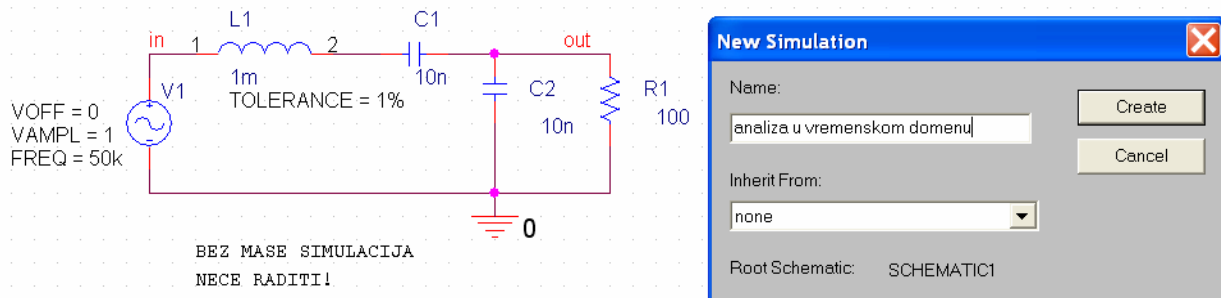 L1
C1
in
1
2
out
1m
10n
V1
TOLERANCE = 1%
C2
R1
VOFF = 0
VAMPL = 1
FREQ = 50k
10n
100
0
BEZ MASE SIMULACIJA
NECE RADITI!
New Simulation
Name:
Create
analiza u vremenskom domenu
Cancel
Inherit From:
none
Root Schematic: SCHEMATIC1